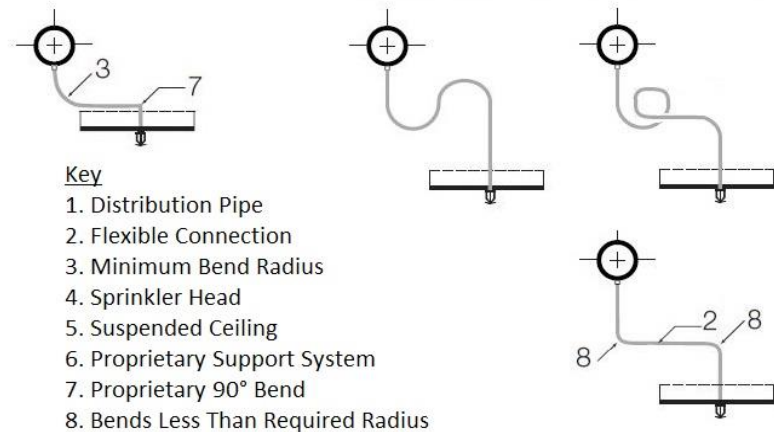 3
7
Key
1. Distribution Pipe
2. Flexible Connection
3. Minimum Bend Radius
4. Sprinkler Head
5. Suspended Ceiling
6. Proprietary Support System
7. Proprietary 90° Bend
8. Bends Less Than Required Radius
2
8
8